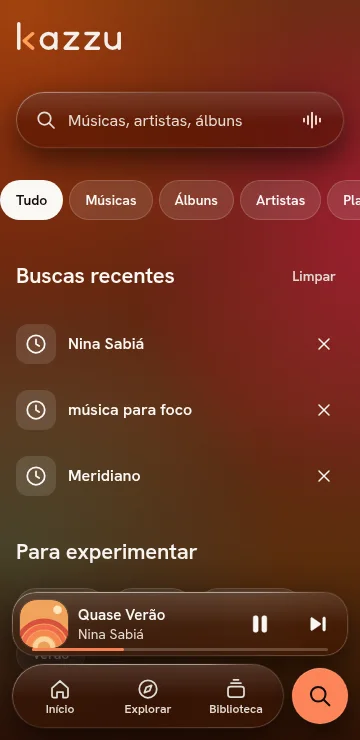 kazzu
Músicas, artistas, álbuns
Tudo Músicas Álbuns Artistas
Buscas recentes Limpar
Nina Sabiá
música para foco
Meridiano
Para experimentar
Quase Verão
Nina Sabiá
Início Explorar Biblioteca